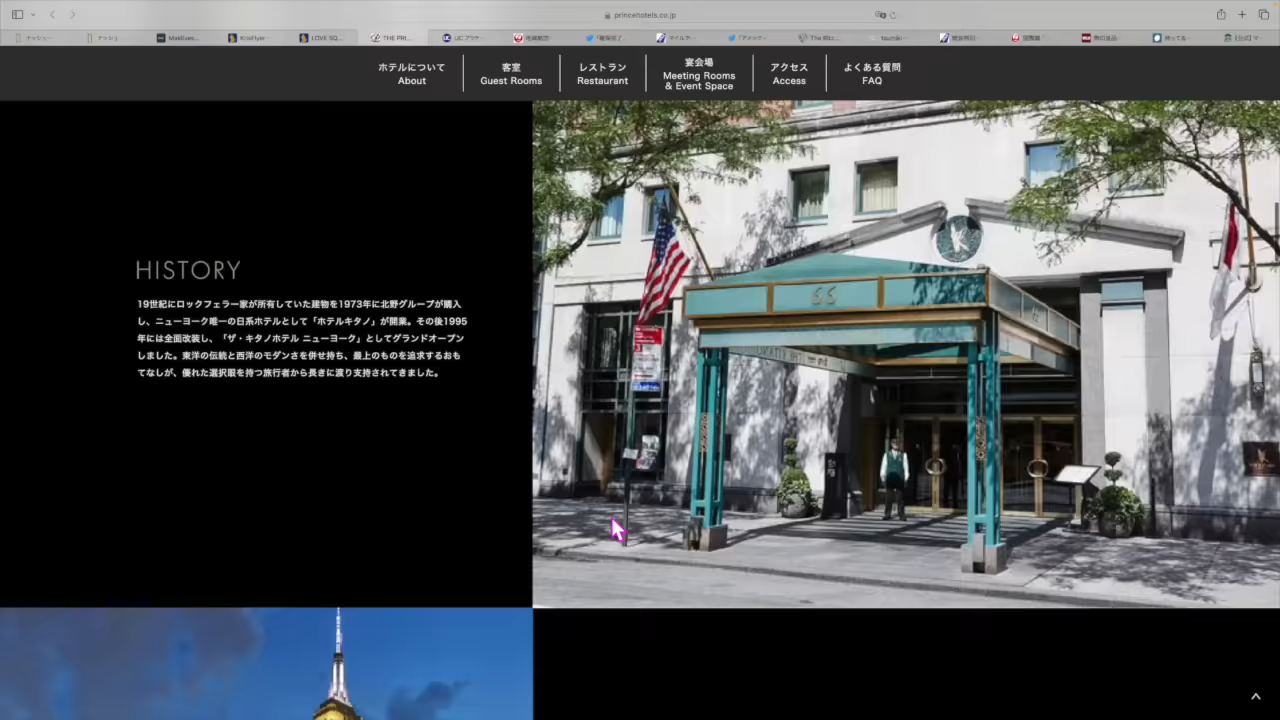 princehotels.co.jp
Maldives...
KrisFlyer
LOVE SQ...
THE PRI...
ホテルについて
About
客室
Guest Rooms
レストラン
Restaurant
宴会場
Meeting Rooms
& Event Space
アクセス
Access
よくある質問
FAQ
HISTORY
19世紀にロックフェラー家が所有していた建物を1973年に北野グループが購入
し、ニューヨーク唯一の日系ホテルとして「ホテルキタノ」が開業。その後1995
年には全面改装し、「ザ・キタノホテル ニューヨーク」としてグランドオープン
しました。東洋の伝統と西洋のモダンさを併せ持ち、最上のものを追求するおも
てなしが、優れた選択眼を持つ旅行者から長きに渡り支持されてきました。
K
66